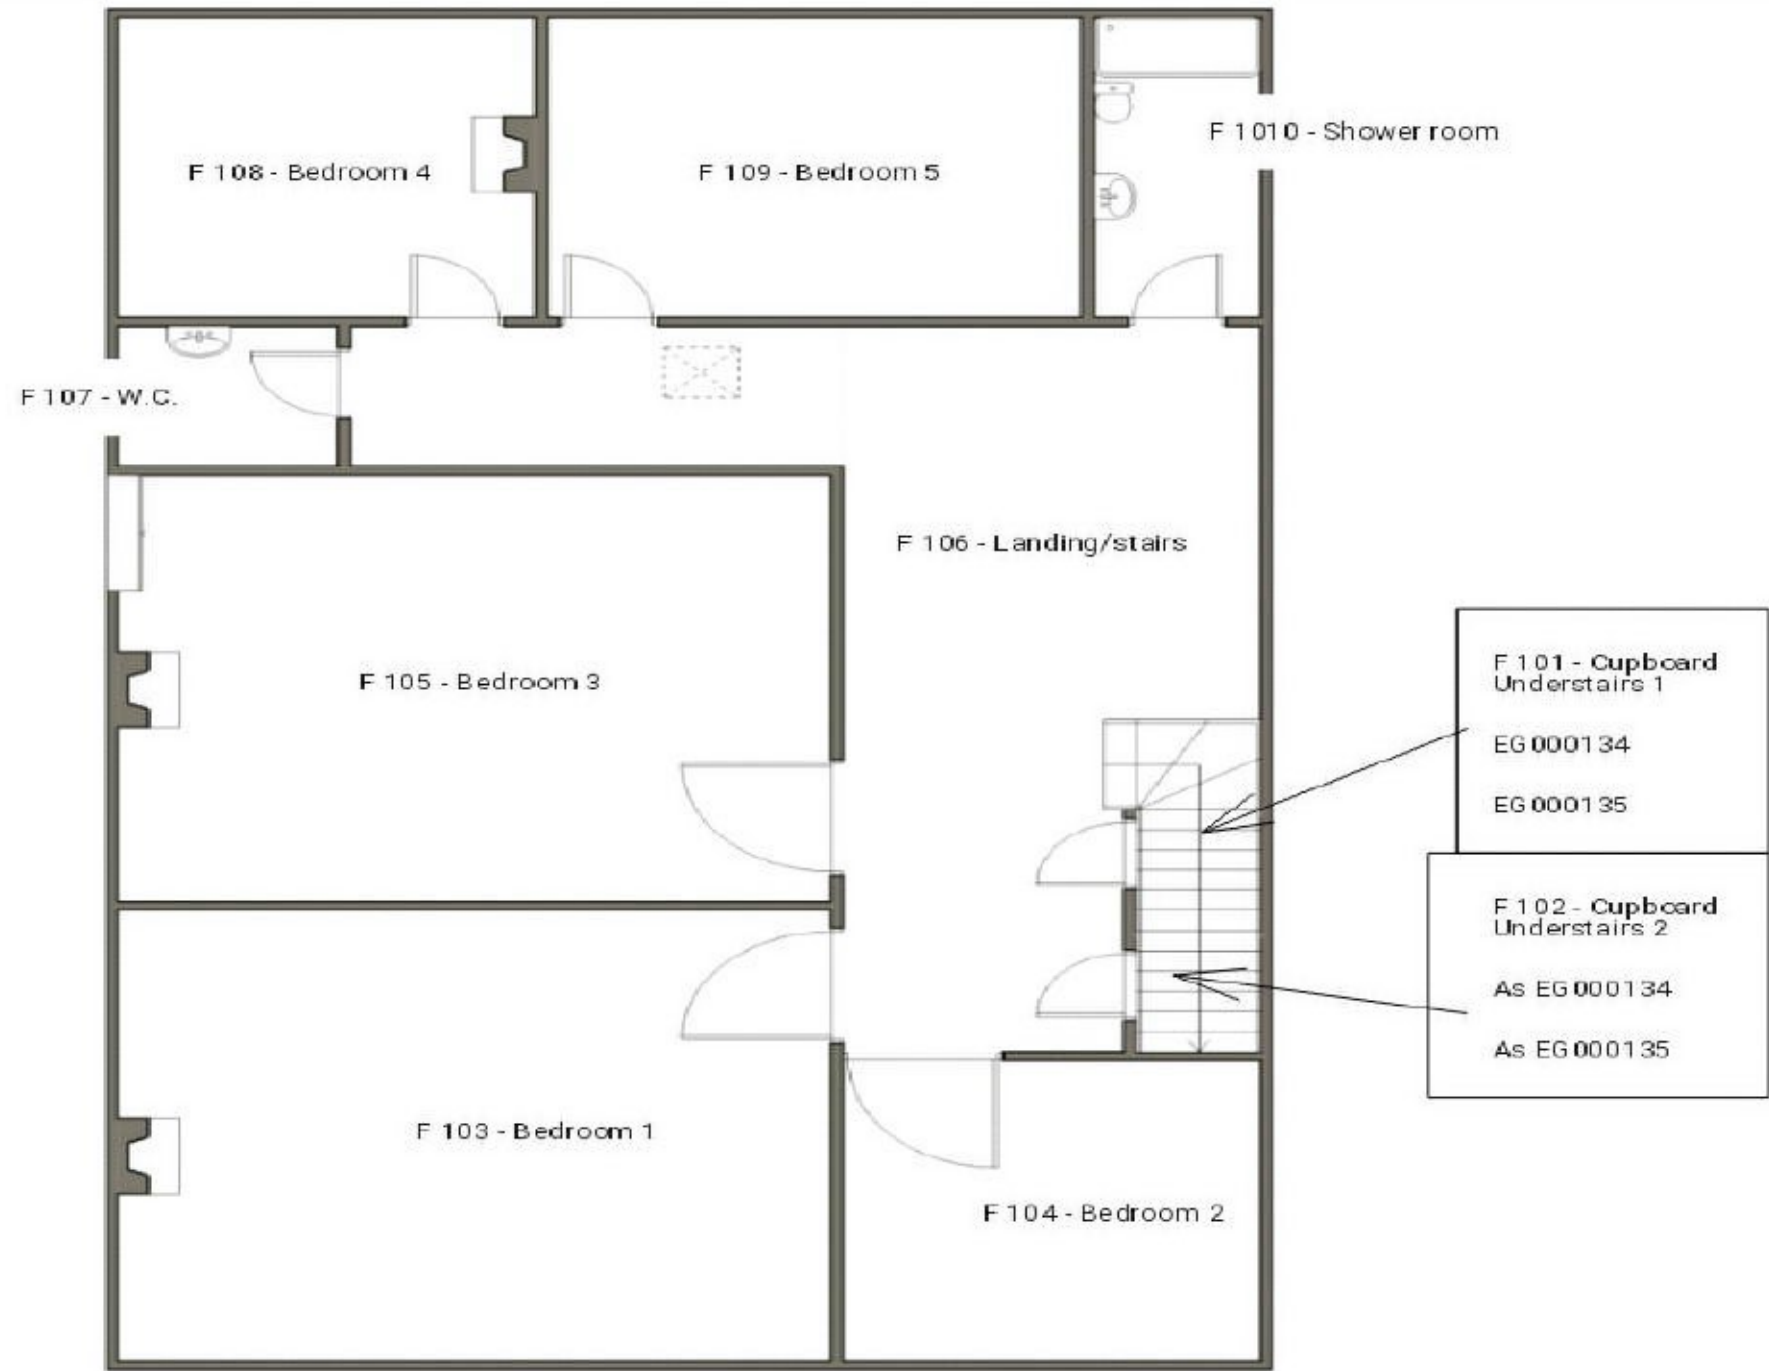 F 1010 - Shower room
F 108 - Bedroom 4
F 109 - Bedroom 5
F 107 - W.C.
F 106 - Landing/stairs
F 105 - Bedroom 3
F 101 - Cupboard
Understairs 1
EG000134
EG000135
F 102 - Cupboard
Understairs 2
As EG000134
As EG000135
F 103 - Bedroom 1
F 104 - Bedroom 2